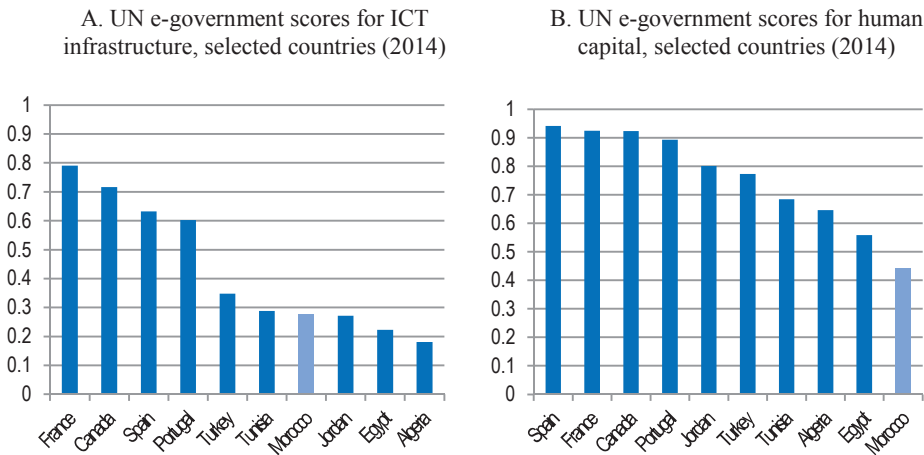 A. UN e-government scores for ICT
infrastructure, selected countries (2014)
1
0.9
0.8
0.7
0.6
0.5
0.4
0.3
0.2
0.1
0
France
Canada
Spain
Portugal
Turkey
Tunisia
Morocco
Jordan
Egypt
Algeria
B. UN e-government scores for human
capital, selected countries (2014)
1
0.9
0.8
0.7
0.6
0.5
0.4
0.3
0.2
0.1
0
Spain
France
Canada
Portugal
Jordan
Turkey
Tunisia
Algeria
Egypt
Morocco